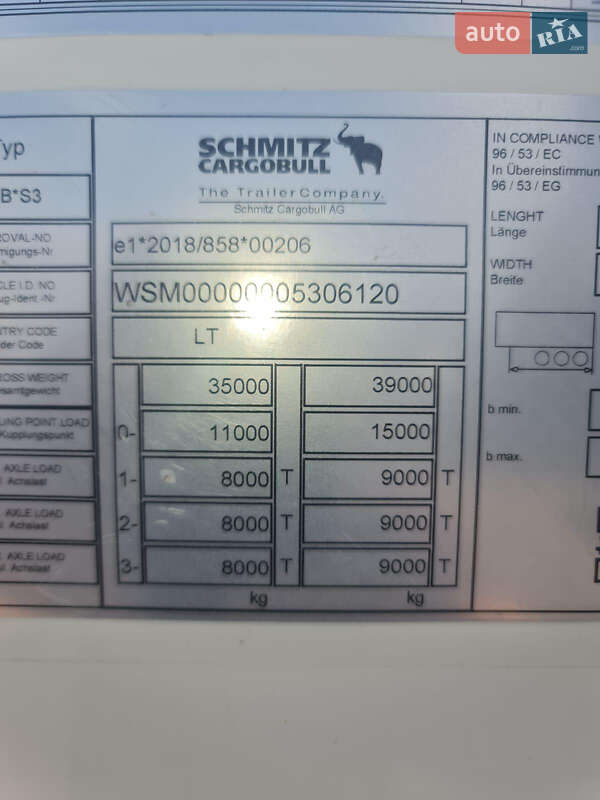 auto RIA .com
Typ
SCHMITZ
CARGOBULL
The Trailer Company.
Schmitz Cargobull AG
IN COMPLIANCE
96 / 53 / EC
In Übereinstimmun
96 / 53 / EG
B*S3
ROVAL-NO
migungs-Nr
e1*2018/858*00206
LENGHT
Länge
CLE I.D. NO
ug-Ident.-Nr
WSM00000005306120
WIDTH
Breite
NTRY CODE
der Code
LT
OSS WEIGHT
samtgewicht
35000 39000
LING POINT LOAD
Kupplungspunkt
0- 11000 15000
b min.
AXLE LOAD
l. Achslast
1- 8000 T 9000 T
b max.
AXLE LOAD
l. Achslast
2- 8000 T 9000 T
AXLE LOAD
l. Achslast
3- 8000 T 9000 T
kg kg